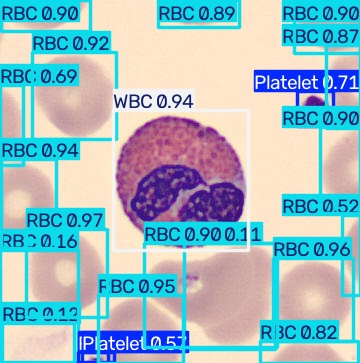 RBC 0.90
RBC 0.89
RBC 0.90
RBC 0.87
RBC 0.92
RBC 0.69
Platelet 0.71
WBC 0.94
RBC 0.90
RBC 0.94
RBC 0.52
RBC 0.97
RBC 0.16
RBC 0.90 0.11
RBC 0.96
RBC 0.95
RBC 0.12
RBC 0.82
Platelet 0.57